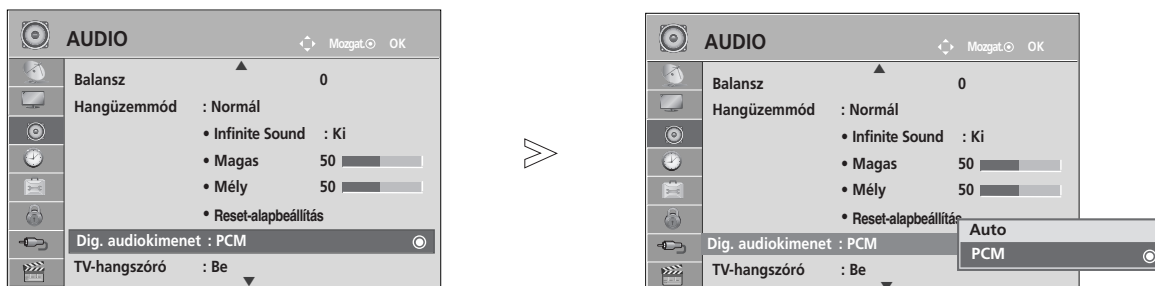 AUDIO Mozgat. OK
Balansz 0
Hangüzemmód : Normál
• Infinite Sound : Ki
• Magas 50
• Mély 50
• Reset-alapbeállítás
Dig. audiokimenet : PCM
TV-hangszóró : Be
AUDIO Mozgat. OK
Balansz 0
Hangüzemmód : Normál
• Infinite Sound : Ki
• Magas 50
• Mély 50
• Reset-alapbeállítás
Dig. audiokimenet : PCM
Auto
PCM
TV-hangszóró : Be